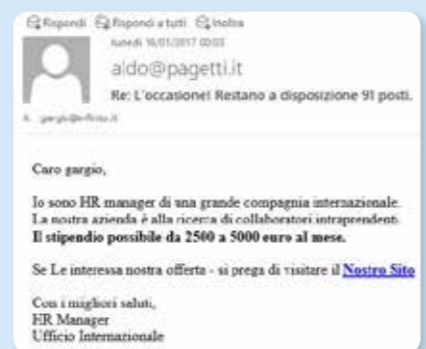 Rispondi Rispondi a tutti Inoltra
lunedì 16/01/2017 00:03
aldo@pagetti.it
Re: L'occasione! Restano a disposizione 91 posti.
A
Caro gargio,
Io sono HR manager di una grande compagnia internazionale.
La nostra azienda é alla ricerca di collaboratori intraprendenti.
Il stipendio possibile da 2500 a 5000 euro al mese.
Se Le interessa nostra offerta - si prega di visitare il Nostro Sito
Con i migliori saluti,
HR Manager
Ufficio Internazionale